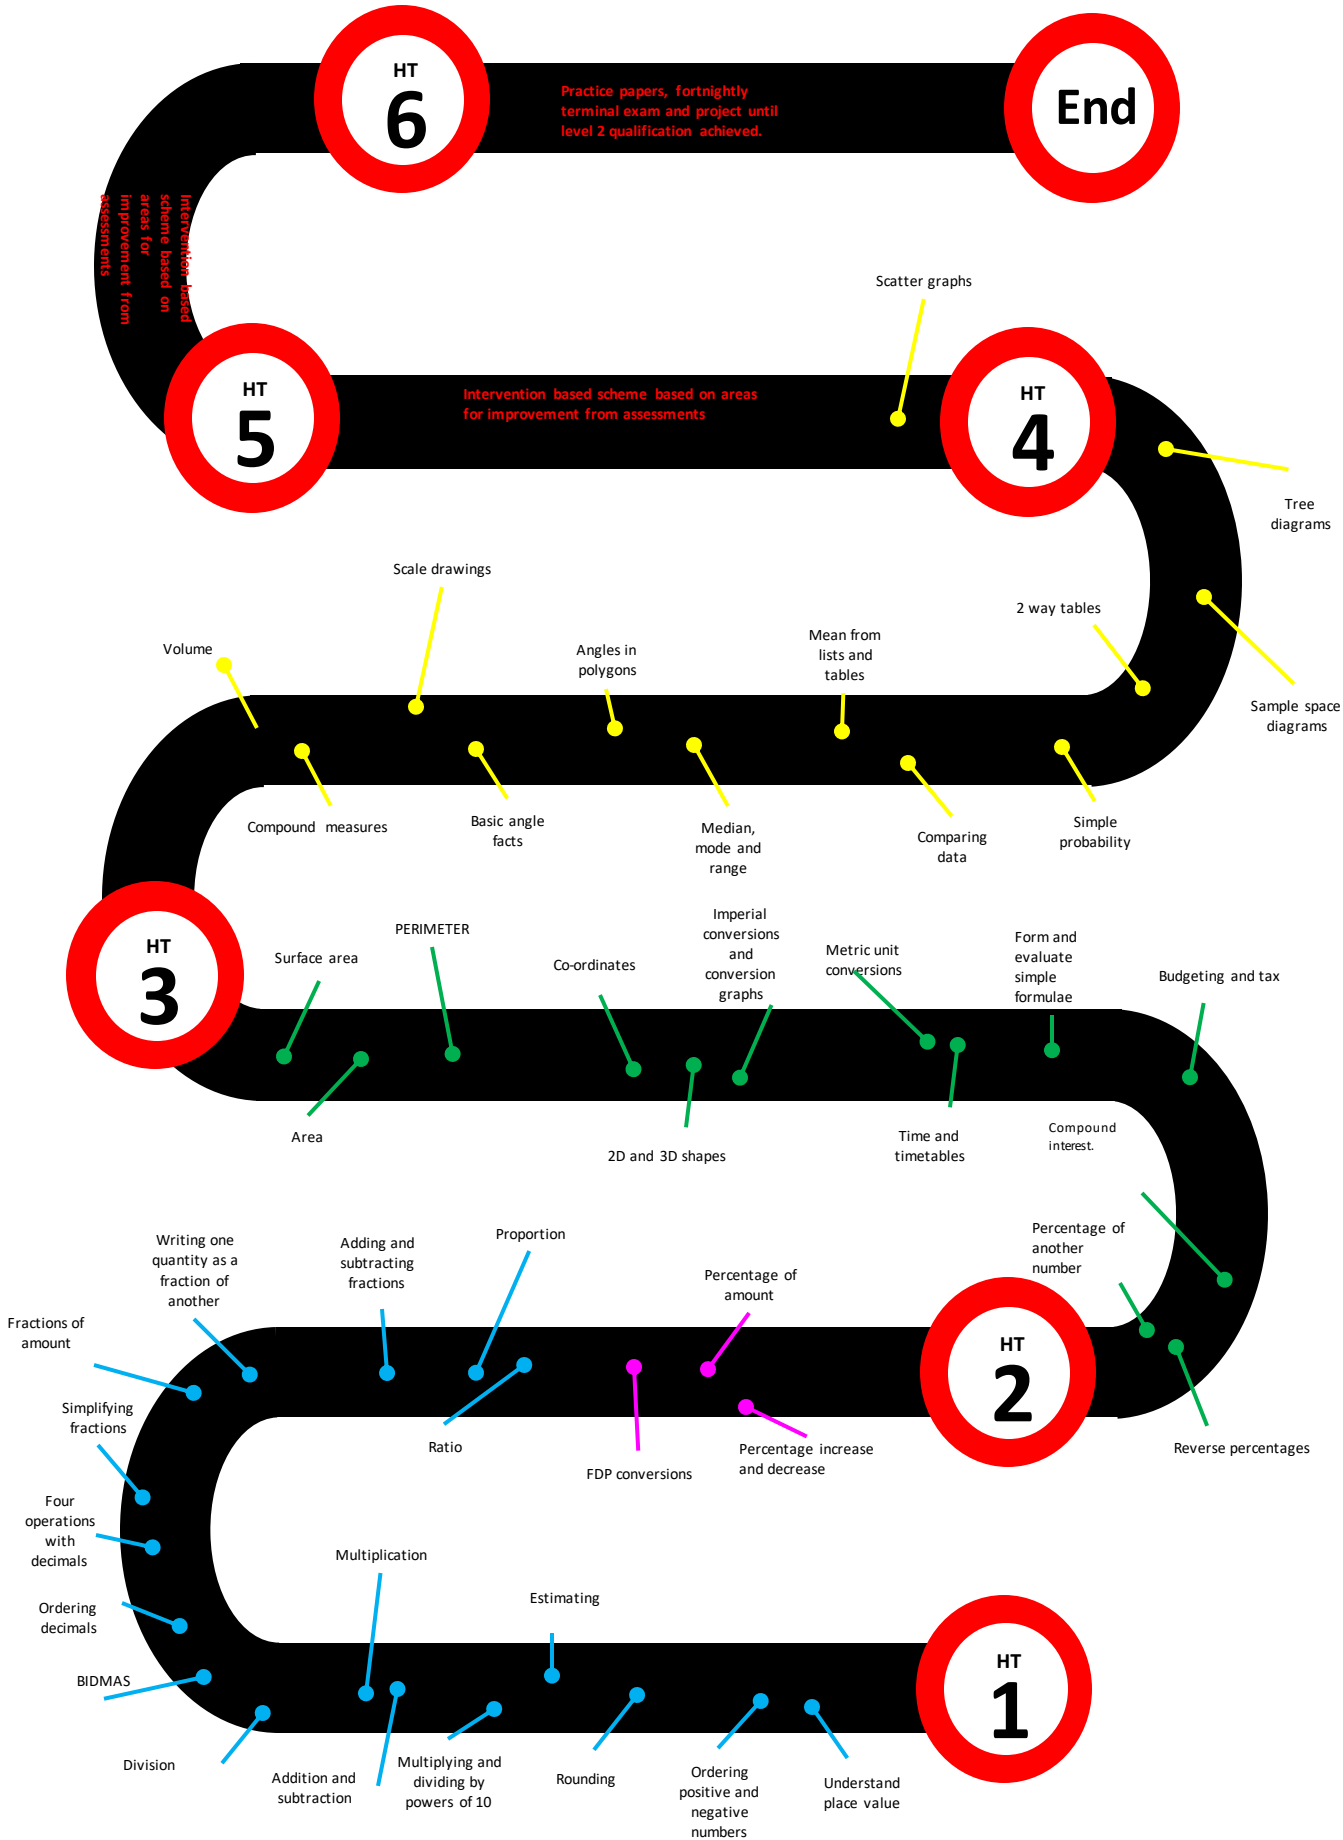 HT
6
Practice papers, fortnightly
terminal exam and project until
level 2 qualification achieved.
End
Intervention based
scheme based on
areas for
improvement from
assessments
Scatter graphs
HT
5
Intervention based scheme based on areas
for improvement from assessments
HT
4
Tree
diagrams
Scale drawings
2 way tables
Volume
Angles in
polygons
Mean from
lists and
tables
Sample space
diagrams
Compound measures
Basic angle
facts
Median,
mode and
range
Comparing
data
Simple
probability
HT
3
Surface area
PERIMETER
Co-ordinates
Imperial
conversions
and
conversion
graphs
Metric unit
conversions
Form and
evaluate
simple
formulae
Budgeting and tax
Area
2D and 3D shapes
Time and
timetables
Compound
interest.
Writing one
quantity as a
fraction of
another
Adding and
subtracting
fractions
Proportion
Percentage of
amount
Percentage of
another
number
Fractions of
amount
HT
2
Simplifying
fractions
Ratio
FDP conversions
Percentage increase
and decrease
Reverse percentages
Four
operations
with
decimals
Multiplication
Estimating
Ordering
decimals
BIDMAS
HT
1
Division
Addition and
subtraction
Multiplying and
dividing by
powers of 10
Rounding
Ordering
positive and
negative
numbers
Understand
place value